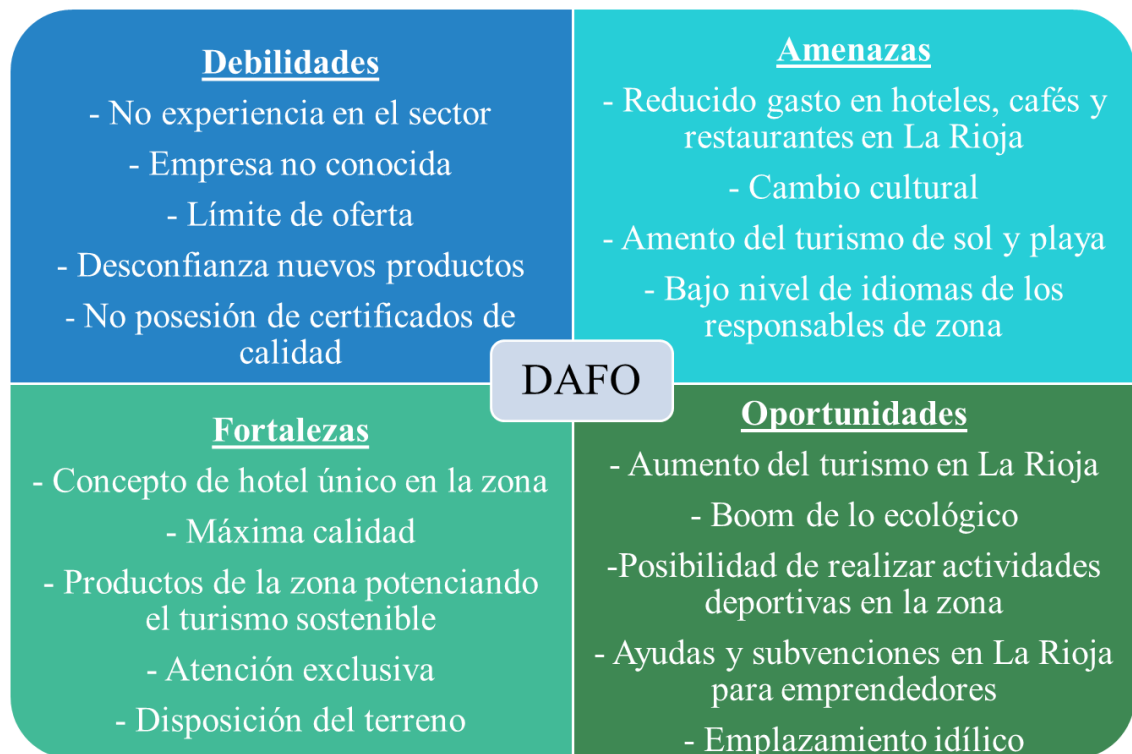 Debilidades
- No experiencia en el sector
- Empresa no conocida
- Límite de oferta
- Desconfianza nuevos productos
- No posesión de certificados de
calidad
Amenazas
- Reducido gasto en hoteles, cafés y
restaurantes en La Rioja
- Cambio cultural
- Amento del turismo de sol y playa
- Bajo nivel de idiomas de los
responsables de zona
DAFO
Fortalezas
- Concepto de hotel único en la zona
- Máxima calidad
- Productos de la zona potenciando
el turismo sostenible
- Atención exclusiva
- Disposición del terreno
Oportunidades
- Aumento del turismo en La Rioja
- Boom de lo ecológico
-Posibilidad de realizar actividades
deportivas en la zona
- Ayudas y subvenciones en La Rioja
para emprendedores
- Emplazamiento idílico